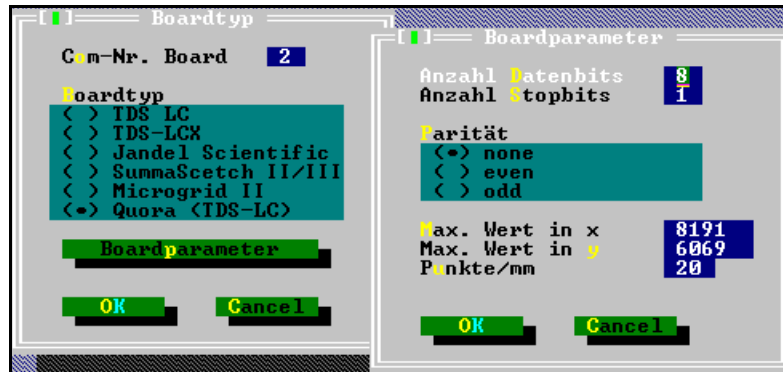 Boardtyp
Com-Nr. Board 2
Boardtyp
( ) TDS LC
( ) TDS-LCX
( ) Jandel Scientific
( ) SummaScetch II/III
( ) Microgrid II
(•) Quora (TDS-LC)
Boardparameter
OK Cancel
Boardparameter
Anzahl Datenbits 8
Anzahl Stopbits 1
Parität
(•) none
( ) even
( ) odd
Max. Wert in x 8191
Max. Wert in y 6069
Punkte/mm 20
OK Cancel